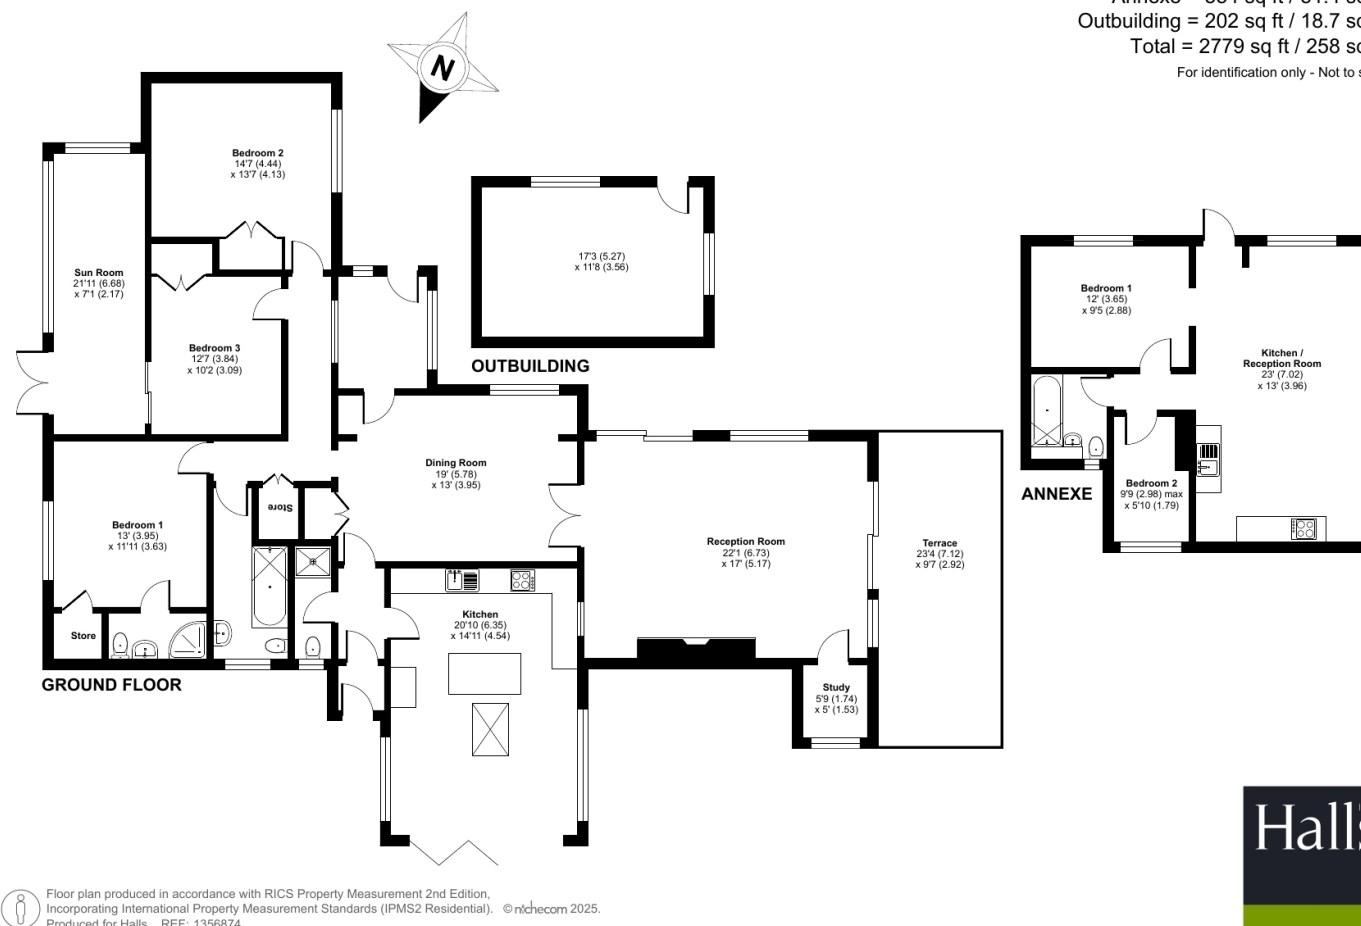 Outbuilding = 202 sq ft / 18.7
Total = 2779 sq ft / 258
For identification only - Not to
N
Bedroom 2
14'7 (4.44)
x 13'7 (4.13)
Sun Room
21'11 (6.68)
x 7'1 (2.17)
Bedroom 3
12'7 (3.84)
x 10'2 (3.09)
17'3 (5.27)
x 11'8 (3.56)
OUTBUILDING
Bedroom 1
12' (3.65)
x 9'5 (2.88)
Kitchen /
Reception Room
23' (7.02)
x 13' (3.96)
Bedroom 2
9'9 (2.98) max
x 5'10 (1.79)
ANNEXE
Dining Room
19' (5.78)
x 13' (3.95)
Store
Bedroom 1
13' (3.95)
x 11'11 (3.63)
Reception Room
22'1 (6.73)
x 17' (5.17)
Terrace
23'4 (7.12)
x 9'7 (2.92)
Kitchen
20'10 (6.35)
x 14'11 (4.54)
Store
Study
5'9 (1.74)
x 5' (1.53)
GROUND FLOOR
Halls
Floor plan produced in accordance with RICS Property Measurement 2nd Edition,
Incorporating International Property Measurement Standards (IPMS2 Residential). © nichecom 2025.
Produced for Halls. REF: 1356874